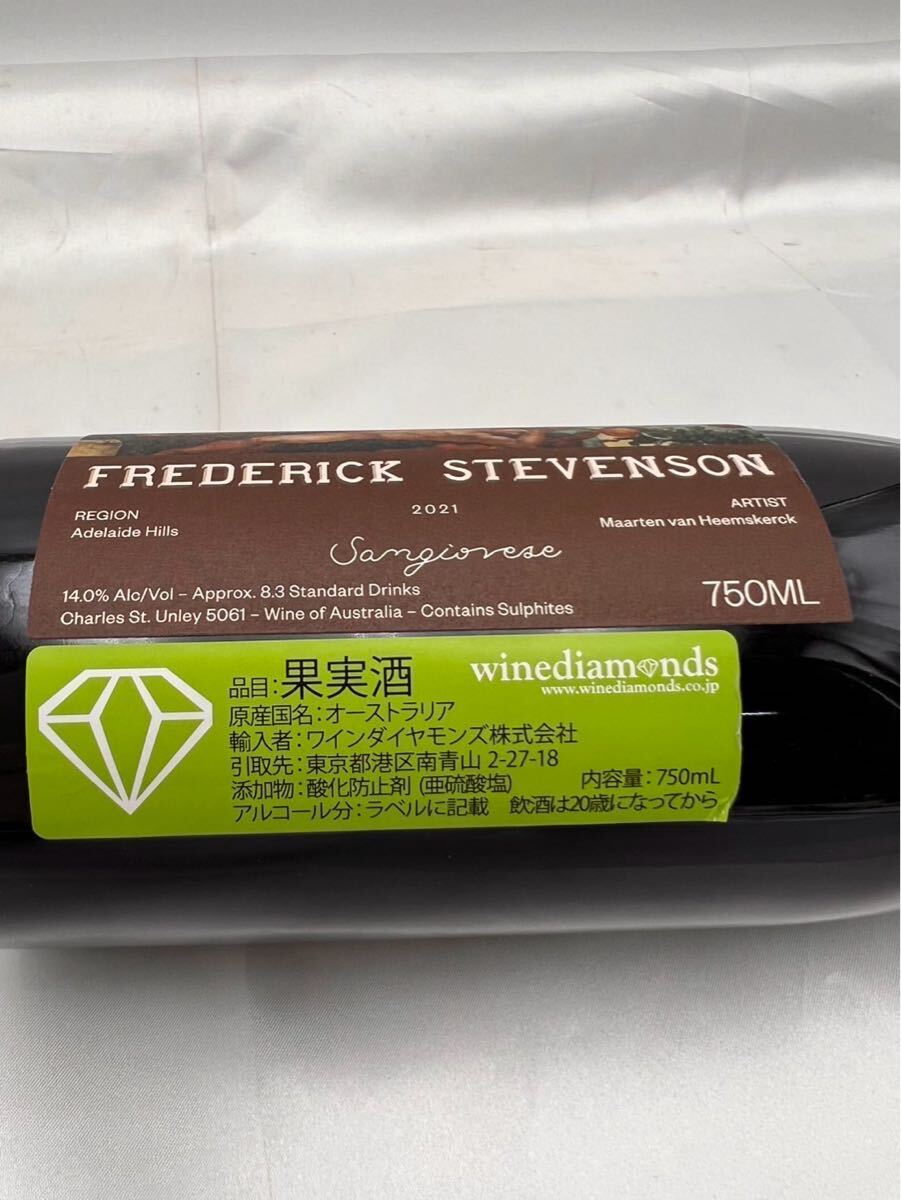 FREDERICK STEVENSON
REGION
Adelaide Hills
2021
ARTIST
Maarten van Heemskerck
Sangiovese
14.0% Alc/Vol – Approx. 8.3 Standard Drinks
Charles St. Unley 5061 – Wine of Australia – Contains Sulphites
750ML
winediamonds
www.winediamonds.co.jp
品目:果実酒
原産国名:オーストラリア
輸入者:ワインダイヤモンズ株式会社
引取先:東京都港区南青山 2-27-18
添加物:酸化防止剤 (亜硫酸塩) 内容量:750mL
アルコール分:ラベルに記載 飲酒は20歳になってから